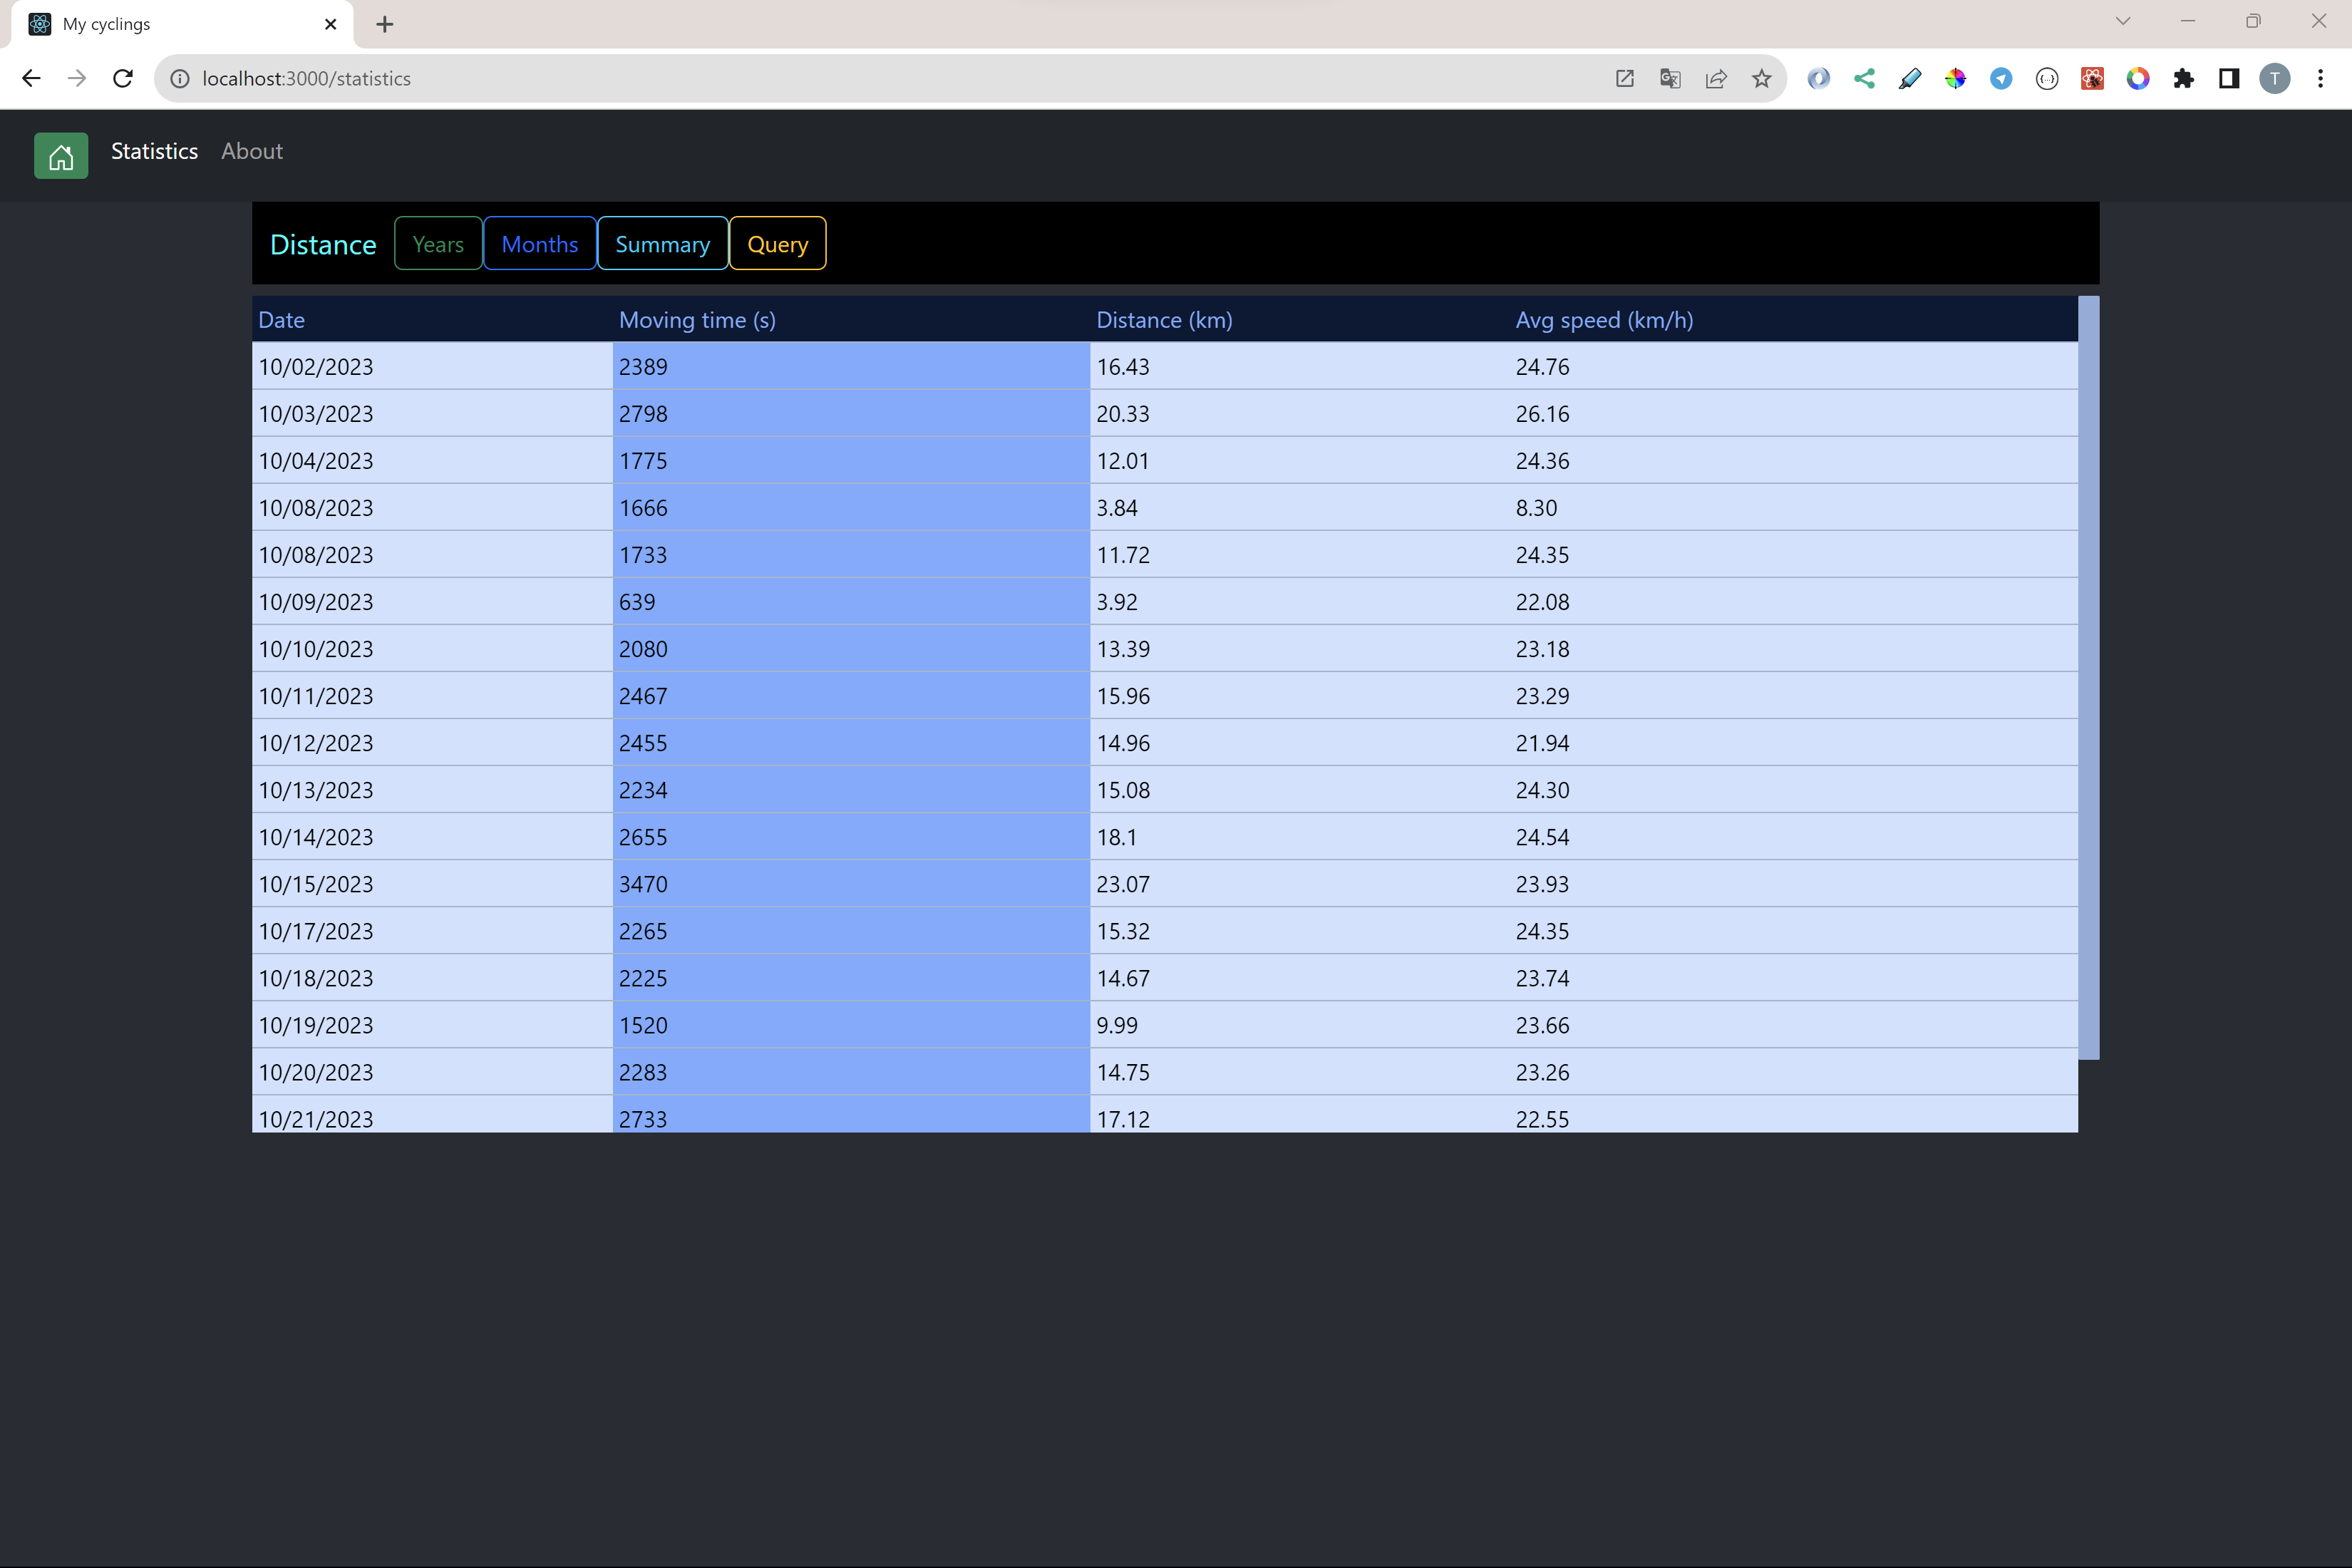 My cyclings
localhost:3000/statistics
T
Statistics About
Distance Years Months Summary Query
Date Moving time (s) Distance (km) Avg speed (km/h)
10/02/2023 2389 16.43 24.76
10/03/2023 2798 20.33 26.16
10/04/2023 1775 12.01 24.36
10/08/2023 1666 3.84 8.30
10/08/2023 1733 11.72 24.35
10/09/2023 639 3.92 22.08
10/10/2023 2080 13.39 23.18
10/11/2023 2467 15.96 23.29
10/12/2023 2455 14.96 21.94
10/13/2023 2234 15.08 24.30
10/14/2023 2655 18.1 24.54
10/15/2023 3470 23.07 23.93
10/17/2023 2265 15.32 24.35
10/18/2023 2225 14.67 23.74
10/19/2023 1520 9.99 23.66
10/20/2023 2283 14.75 23.26
10/21/2023 2733 17.12 22.55